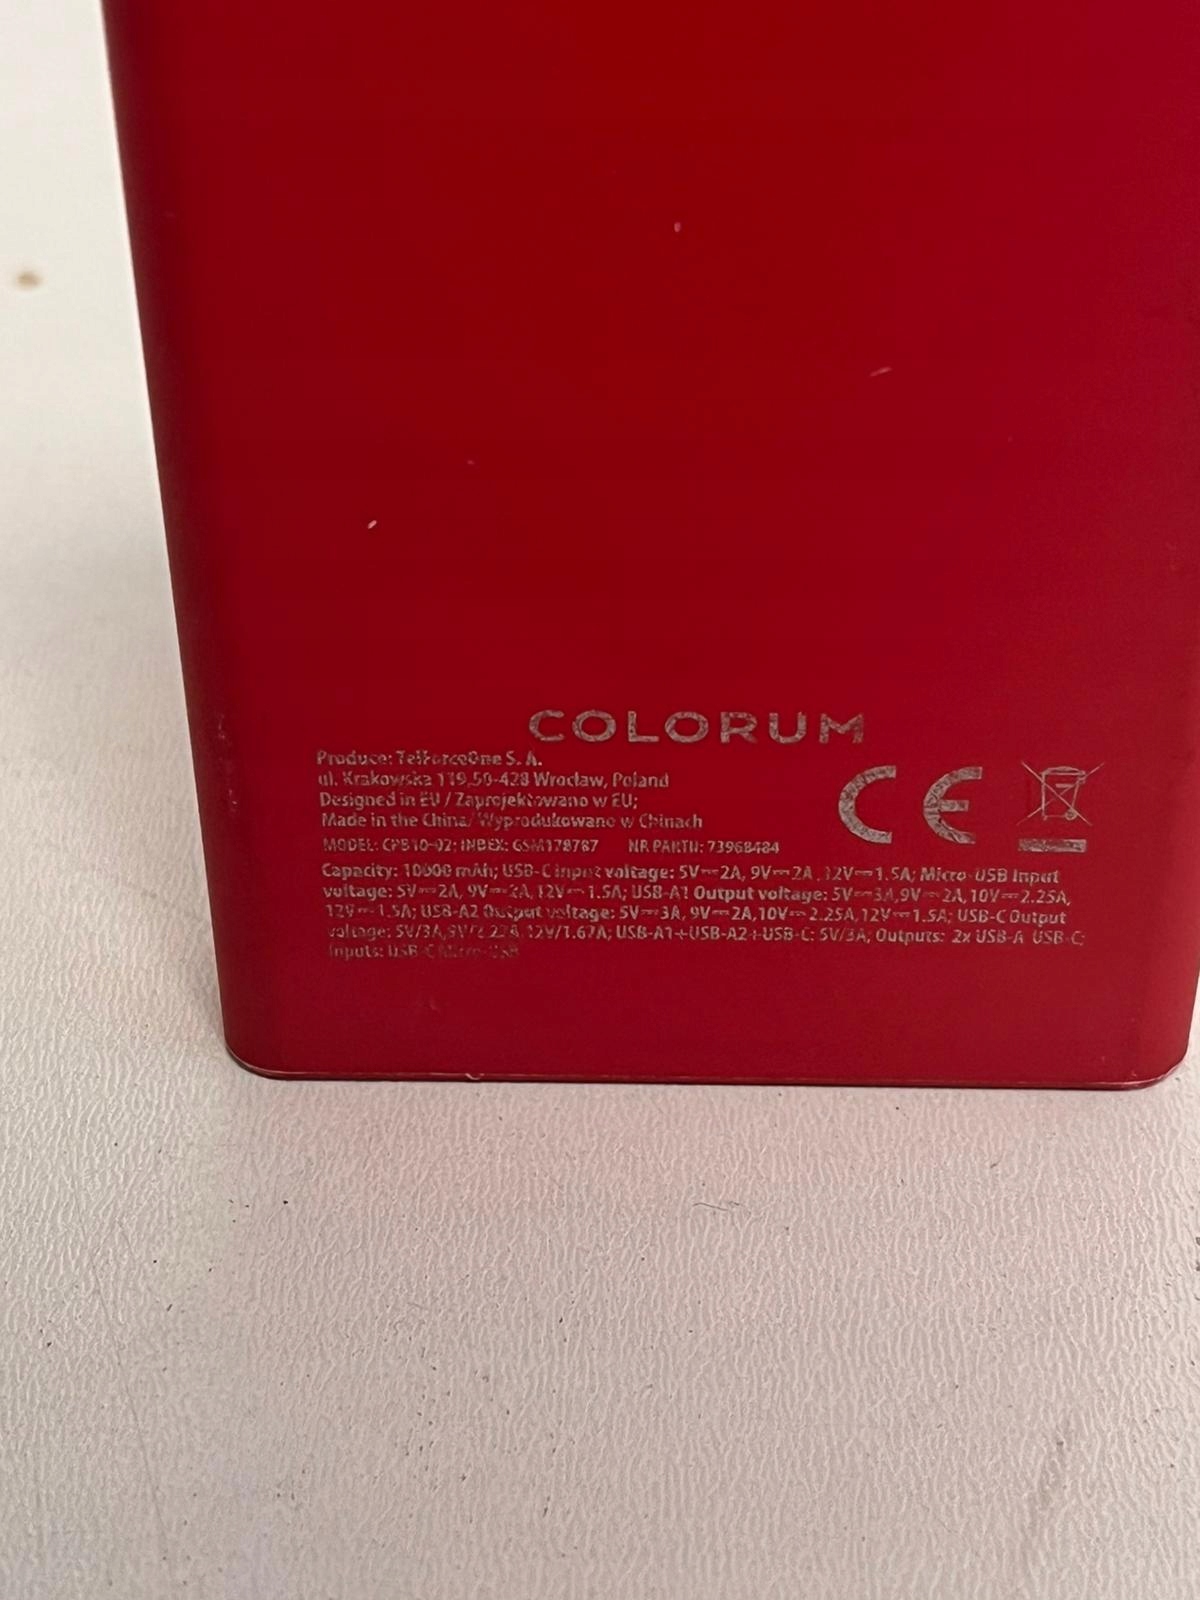 COLORUM
Produce: TelForceOne S. A.
ul. Krakowska 119,50-428 Wrocław, Poland
Designed in EU / Zaprojektowano w EU;
Made in the China/ Wyprodukowano w Chinach
CE
MODEL: CPB10-02; INDEX: GSM178787 NR PARTII: 73968484
Capacity: 10000 mAh; USB-C Input voltage: 5V⎓2A, 9V⎓2A, 12V⎓1.5A; Micro-USB Input
voltage: 5V⎓2A, 9V⎓2A, 12V⎓1.5A; USB-A1 Output voltage: 5V⎓3A,9V⎓2A,10V⎓2.25A,
12V⎓1.5A; USB-A2 Output voltage: 5V⎓3A, 9V⎓2A,10V⎓2.25A,12V⎓1.5A; USB-C Output
voltage: 5V/3A,9V/2.22A,12V/1.67A; USB-A1+USB-A2+USB-C: 5V/3A; Outputs: 2x USB-A USB-C;
Inputs: USB-C Micro-USB